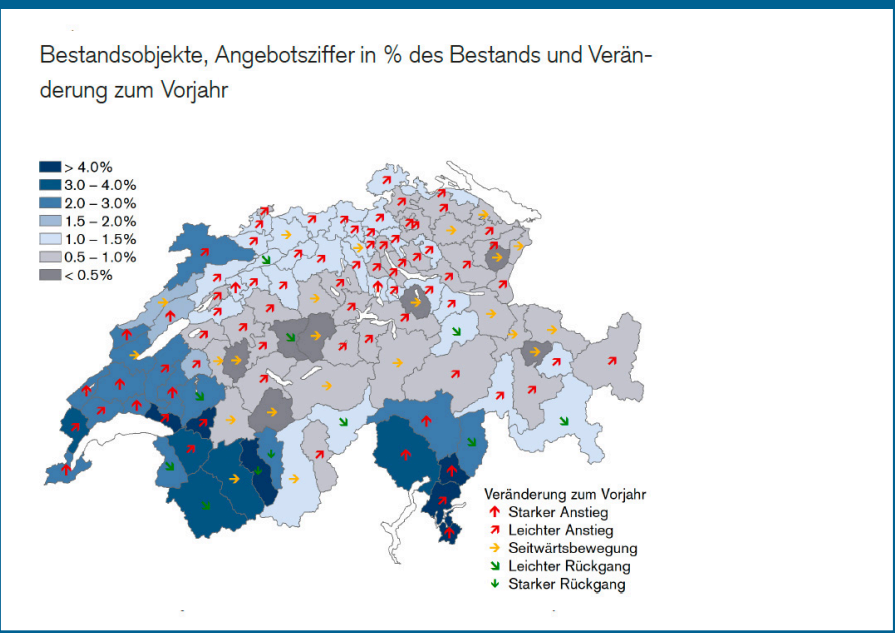 Bestandsobjekte, Angebotsziffer in % des Bestands und Verän-
derung zum Vorjahr
> 4.0%
3.0 – 4.0%
2.0 – 3.0%
1.5 – 2.0%
1.0 – 1.5%
0.5 – 1.0%
< 0.5%
Veränderung zum Vorjahr
Starker Anstieg
Leichter Anstieg
Seitwärtsbewegung
Leichter Rückgang
Starker Rückgang